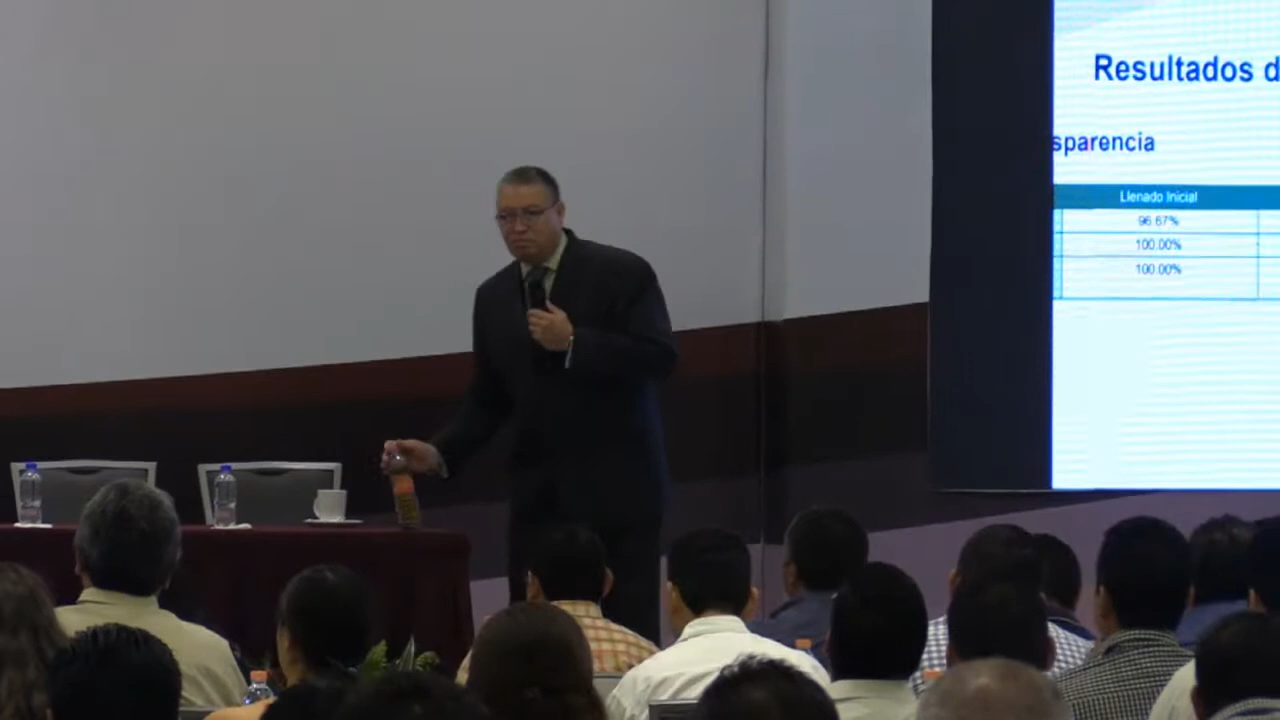 Resultados d
sparencia
Llenado Inicial
96.67%
100.00%
100.00%